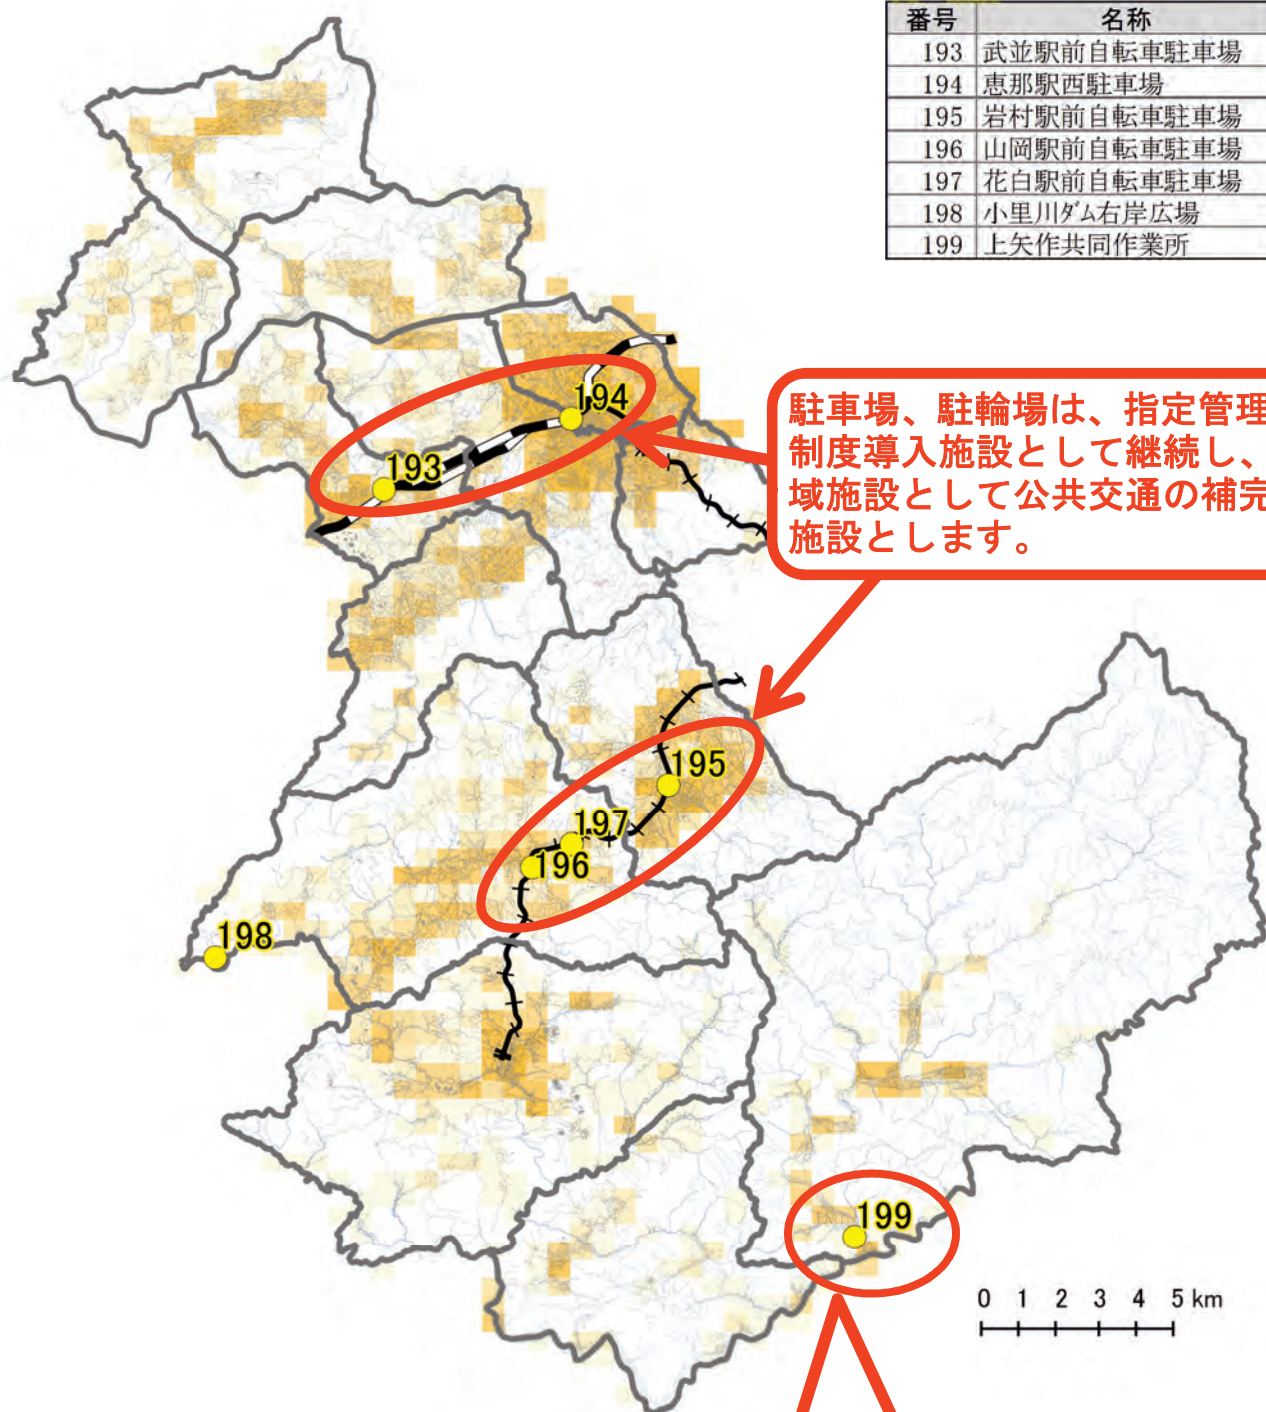 番号 名称
193 武並駅前自転車駐車場
194 恵那駅西駐車場
195 岩村駅前自転車駐車場
196 山岡駅前自転車駐車場
197 花白駅前自転車駐車場
198 小里川ダム右岸広場
199 上矢作共同作業所
194
193
駐車場、駐輪場は、指定管理
制度導入施設として継続し、
域施設として公共交通の補完
施設とします。
195
197
196
198
199
0 1 2 3 4 5 km